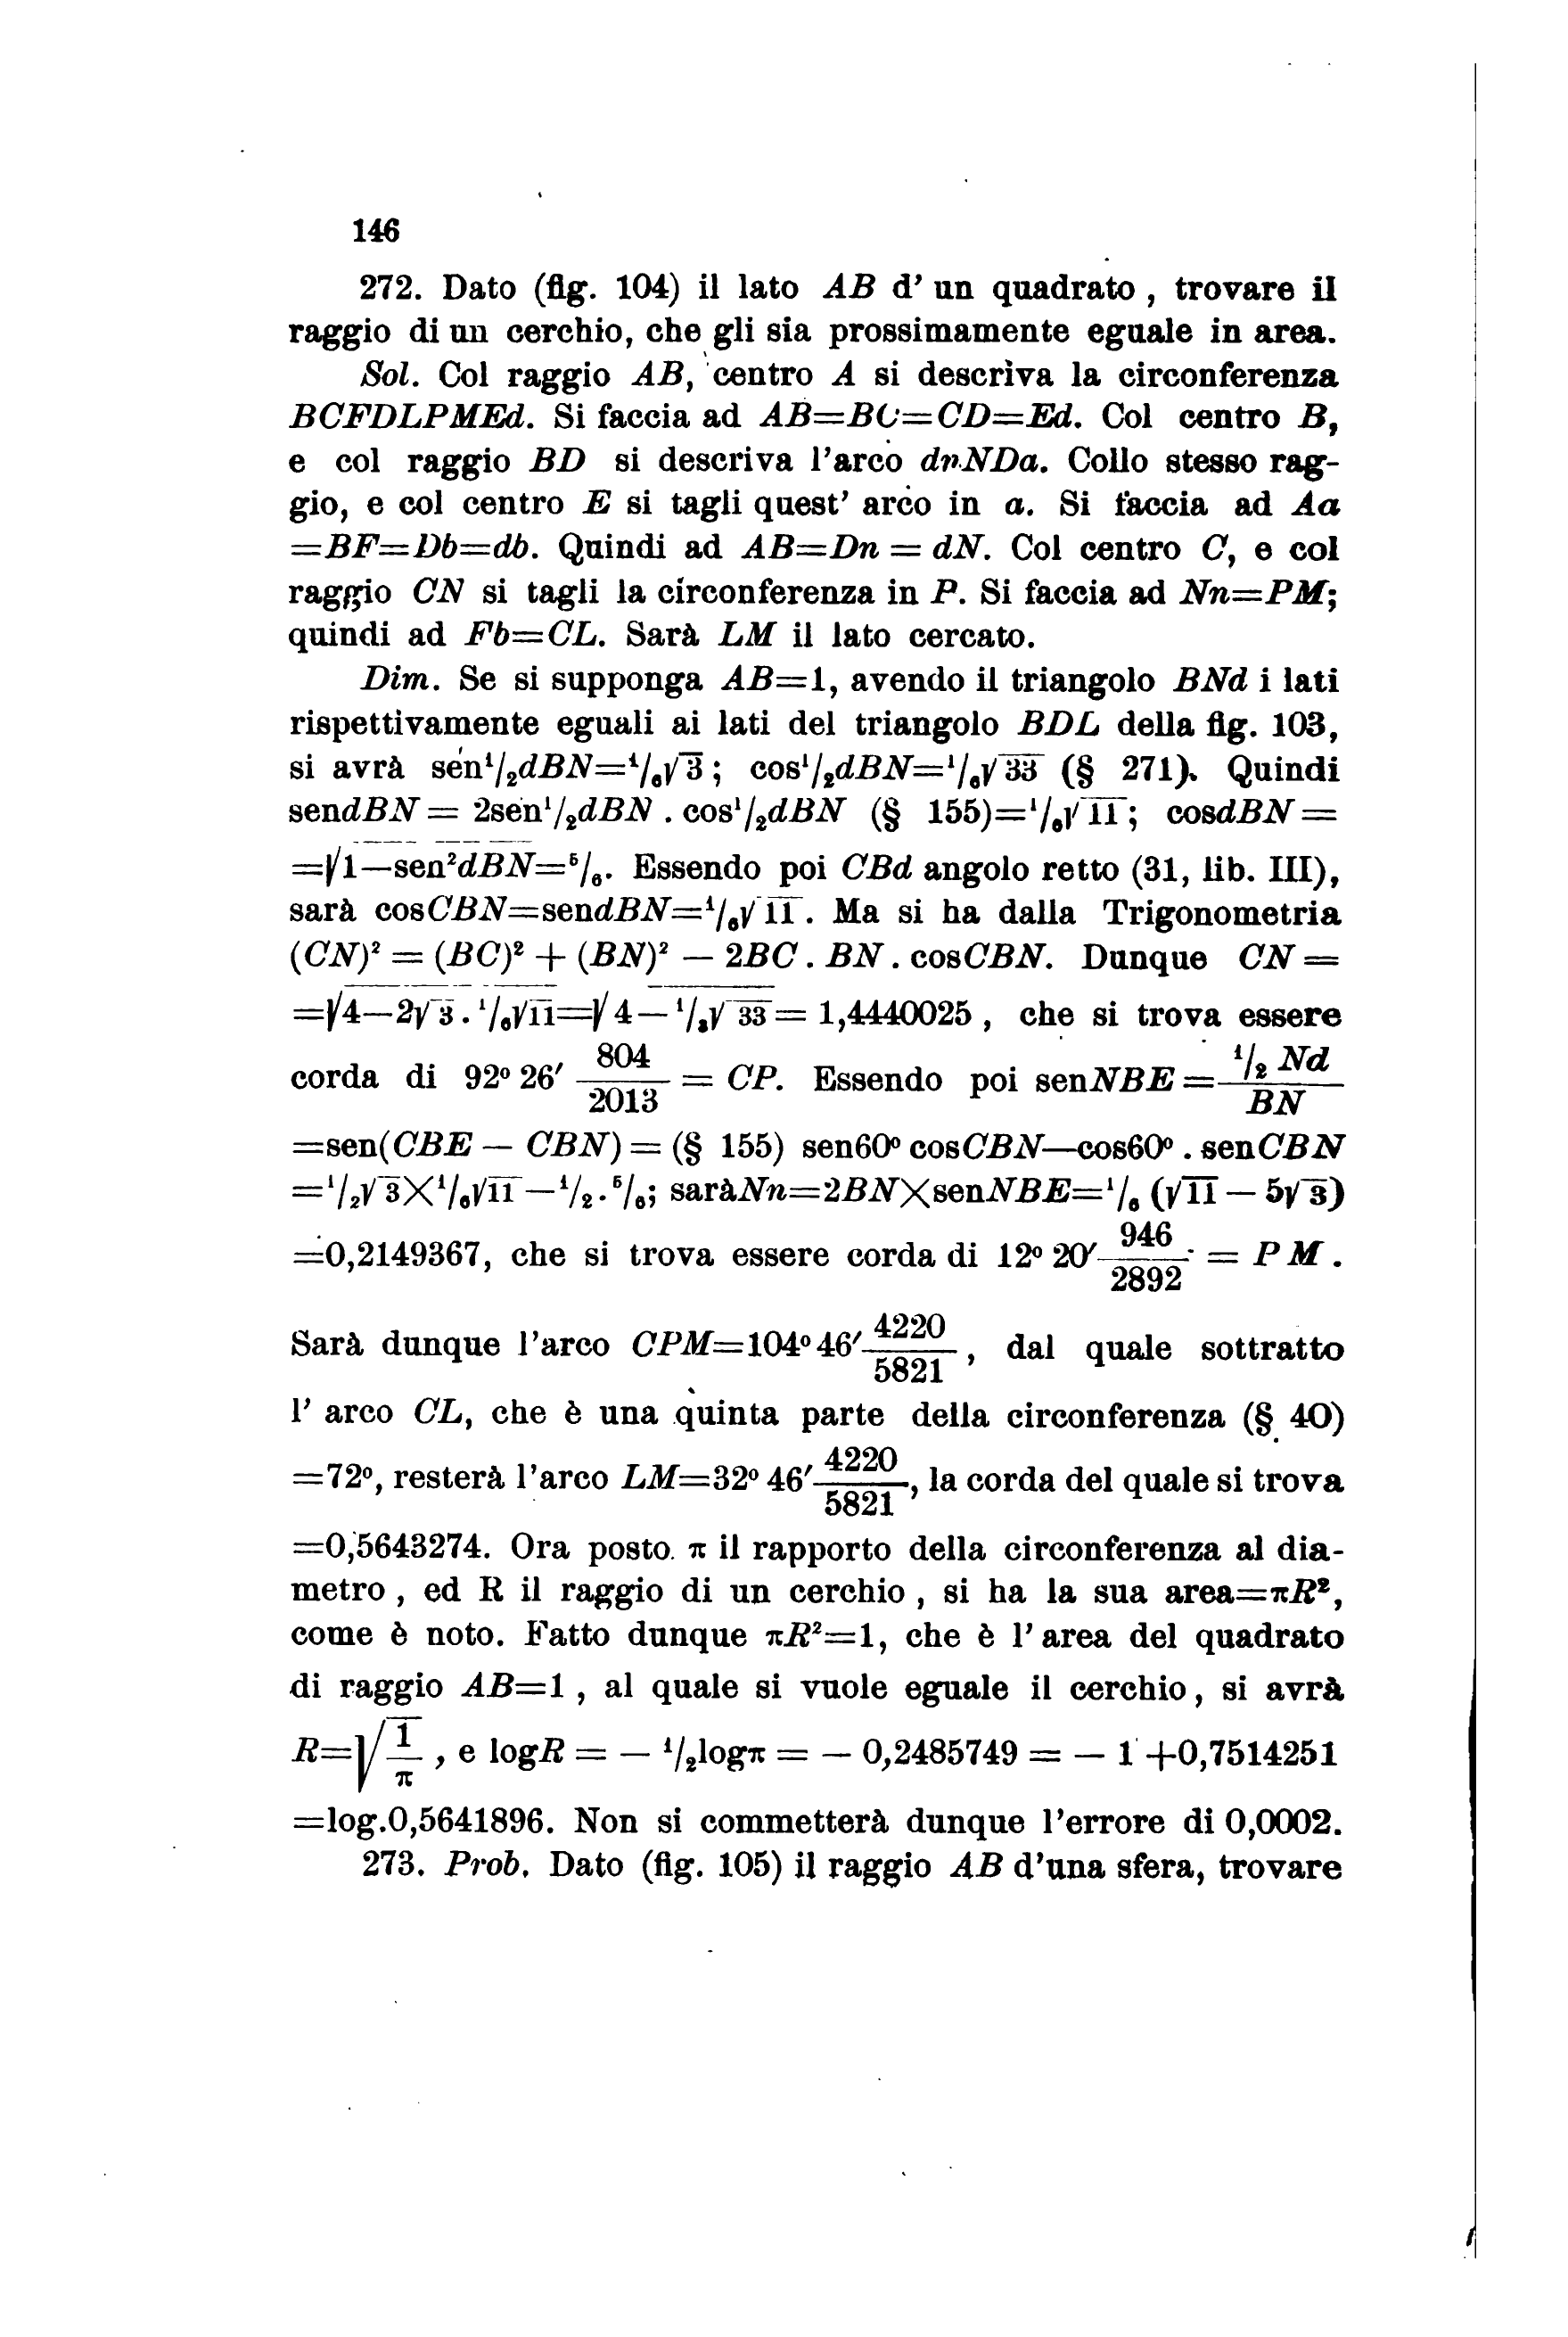 146
272. Dato (fig. 104) il lato AB d' un quadrato, trovare il
raggio di un cerchio, che gli sia prossimamente eguale in area.
Sol. Col raggio AB, centro A si descriva la circonferenza
BCFDLPMEd. Si faccia ad AB=BC=CD=Ed. Col centro B,
e col raggio BD si descriva l'arco dnNDa. Collo stesso rag-
gio, e col centro E si tagli quest' arco in a. Si faccia ad Aa
=BF=Db=db. Quindi ad AB=Dn = dN. Col centro C, e col
raggio CN si tagli la circonferenza in P. Si faccia ad Nn=PM;
quindi ad Fb=CL. Sarà LM il lato cercato.
Dim. Se si supponga AB=1, avendo il triangolo BNd i lati
rispettivamente eguali ai lati del triangolo BDL della fig. 103,
si avrà sen¹/₂dBN=¹/₆√3; cos¹/₂dBN=¹/₆√33 (§ 271). Quindi
sendBN = 2sen¹/₂dBN . cos¹/₂dBN (§ 155)=¹/₆√11; cosdBN =
=√1—sen²dBN=⁵/₆. Essendo poi CBd angolo retto (31, lib. III),
sarà cosCBN=sendBN=¹/₆√11. Ma si ha dalla Trigonometria
(CN)² = (BC)² + (BN)² — 2BC . BN . cosCBN. Dunque CN =
=√4—2√3 . ¹/₆√11=√4—¹/₃√33= 1,4440025, che si trova essere
corda di 92º 26′ 804/2013 = CP. Essendo poi senNBE = ¹/₂ Nd/BN
=sen(CBE — CBN) = (§ 155) sen60º cosCBN—cos60º . senCBN
=¹/₂√3×¹/₆√11—¹/₂.⁵/₆; saràNn=2BN×senNBE=¹/₆ (√11 — 5√3)
=0,2149367, che si trova essere corda di 12º 20′ 946/2892 = PM.
Sarà dunque l'arco CPM=104º 46′ 4220/5821, dal quale sottratto
l' arco CL, che è una quinta parte della circonferenza (§ 40)
=72º, resterà l'arco LM=32º 46′ 4220/5821, la corda del quale si trova
=0,5643274. Ora posto π il rapporto della circonferenza al dia-
metro, ed R il raggio di un cerchio, si ha la sua area=πR²,
come è noto. Fatto dunque πR²=1, che è l' area del quadrato
di raggio AB=1, al quale si vuole eguale il cerchio, si avrà
R=√1/π, e logR = — ¹/₂logπ = — 0,2485749 = — 1 +0,7514251
=log.0,5641896. Non si commetterà dunque l'errore di 0,0002.
273. Prob. Dato (fig. 105) il raggio AB d'una sfera, trovare